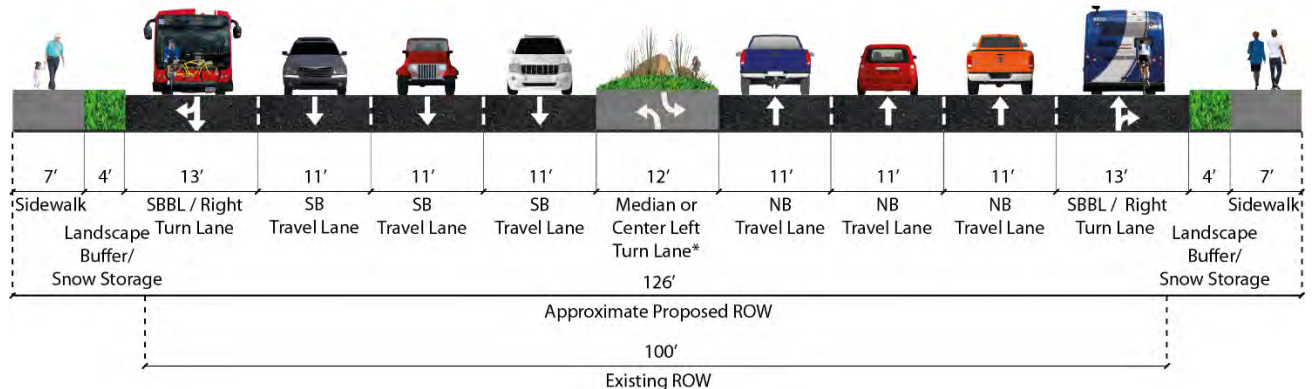 7' 4' 13' 11' 11' 11' 12' 11' 11' 11' 13' 4' 7'
Sidewalk
Landscape
Buffer/
Snow Storage
SBBL / Right
Turn Lane
SB
Travel Lane
SB
Travel Lane
SB
Travel Lane
Median or
Center Left
Turn Lane*
NB
Travel Lane
NB
Travel Lane
NB
Travel Lane
SBBL / Right
Turn Lane
Landscape
Buffer/
Snow Storage
Sidewalk
126'
Approximate Proposed ROW
100'
Existing ROW